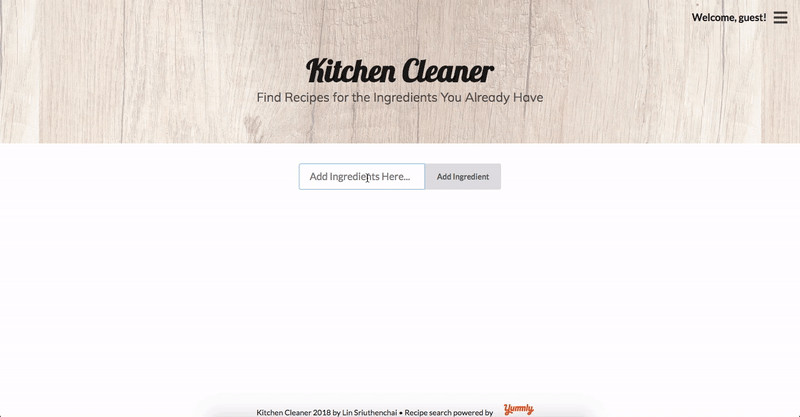 Welcome, guest!
Kitchen Cleaner
Find Recipes for the Ingredients You Already Have
Add Ingredients Here...
Add Ingredient
Kitchen Cleaner 2018 by Lin Sriuthenchai • Recipe search powered by Yummly